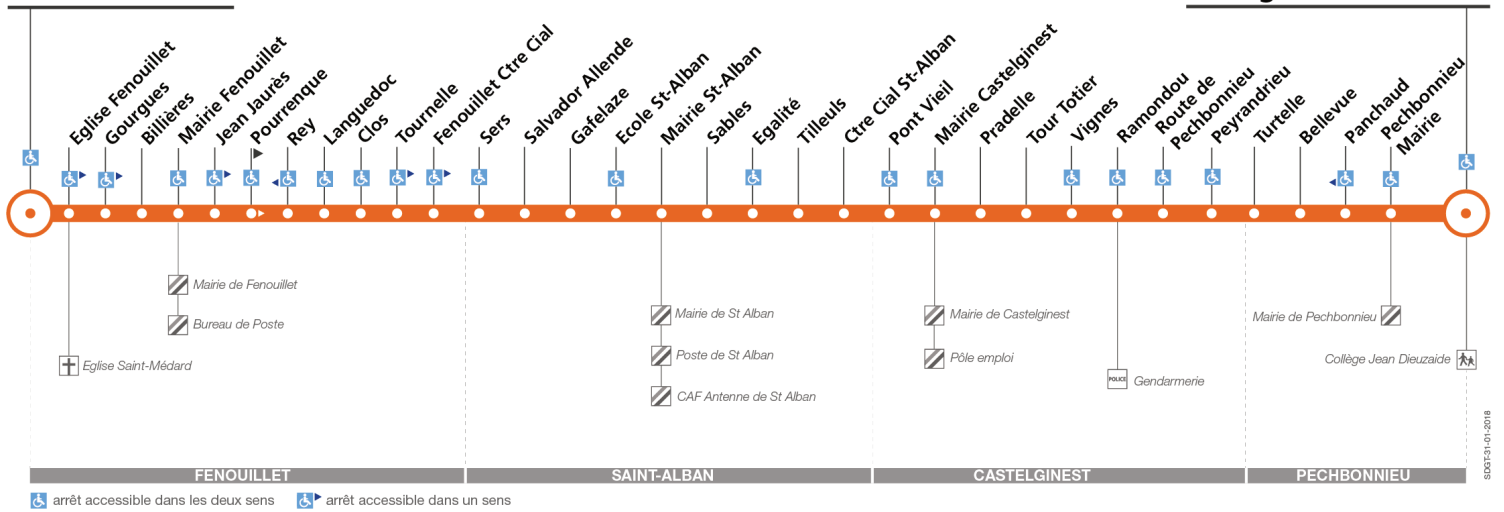 Eglise Fenouillet
Gourgues
Billières
Mairie Fenouillet
Jean Jaurès
Pourrenque
Rey
Languedoc
Clos
Tournelle
Fenouillet Ctre Cial
Sers
Salvador Allende
Gafelaze
Ecole St-Alban
Mairie St-Alban
Sables
Egalité
Tilleuls
Ctre Cial St-Alban
Pont Vieil
Mairie Castelginest
Pradelle
Tour Totier
Vignes
Ramondou
Route de
Pechbonnieu
Peyrandrieu
Turtelle
Bellevue
Panchaud
Pechbonnieu
Mairie
Mairie de Fenouillet
Bureau de Poste
Eglise Saint-Médard
Mairie de St Alban
Poste de St Alban
CAF Antenne de St Alban
Mairie de Castelginest
Pôle emploi
POLICE
Gendarmerie
Mairie de Pechbonnieu
Collège Jean Dieuzaide
SDGT-31-01-2018
FENOUILLET
SAINT-ALBAN
CASTELGINEST
PECHBONNIEU
arrêt accessible dans les deux sens
arrêt accessible dans un sens